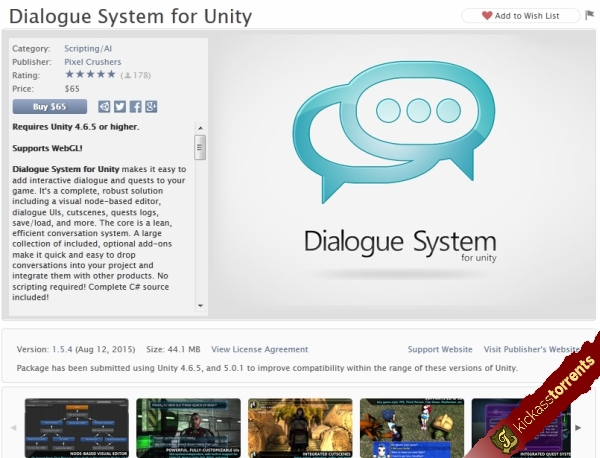 Dialogue System for Unity
Add to Wish List
Category: Scripting/AI
Publisher: Pixel Crushers
Rating: (178)
Price: $65
Buy $65
Requires Unity 4.6.5 or higher.
Supports WebGL!
Dialogue System for Unity makes it easy to
add interactive dialogue and quests to your
game. It's a complete, robust solution
including a visual node-based editor,
dialogue UIs, cutscenes, quests logs,
save/load, and more. The core is a lean,
efficient conversation system. A large
collection of included, optional add-ons
make it quick and easy to drop
conversations into your project and
integrate them with other products. No
scripting required! Complete C# source
included!
Dialogue System
for unity
Version: 1.5.4 (Aug 12, 2015) Size: 44.1 MB View License Agreement Support Website Visit Publisher's Website
Package has been submitted using Unity 4.6.5, and 5.0.1 to improve compatibility within the range of these versions of Unity.
kickasstorrents
NODE-BASED VISUAL EDITOR
POWERFUL, FULLY-CUSTOMIZABLE UIs
INTEGRATED CUTSCENES
INTEGRATED QUEST SYSTEM